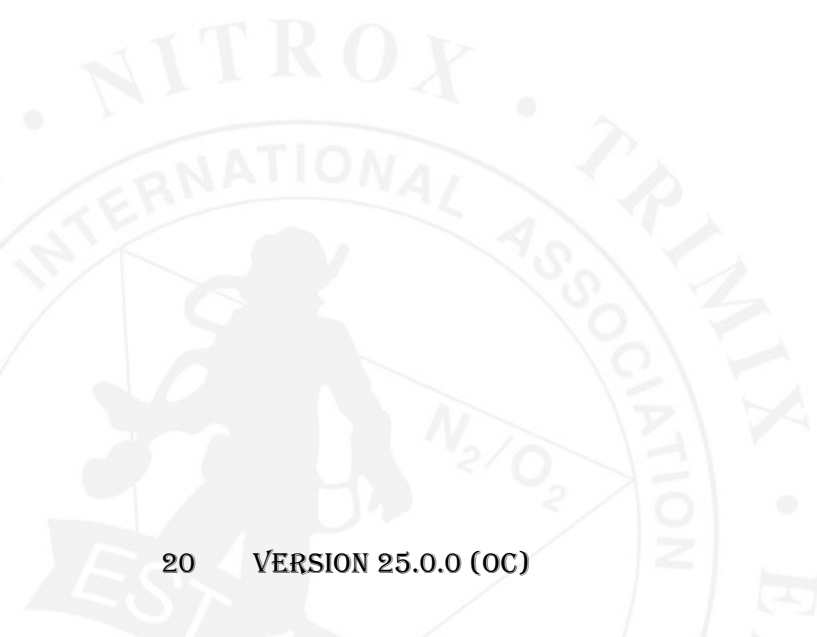 • NITROX • TRIMIX •
INTERNATIONAL ASSOCIATION
N₂/O₂
EST
20 VERSION 25.0.0 (OC)